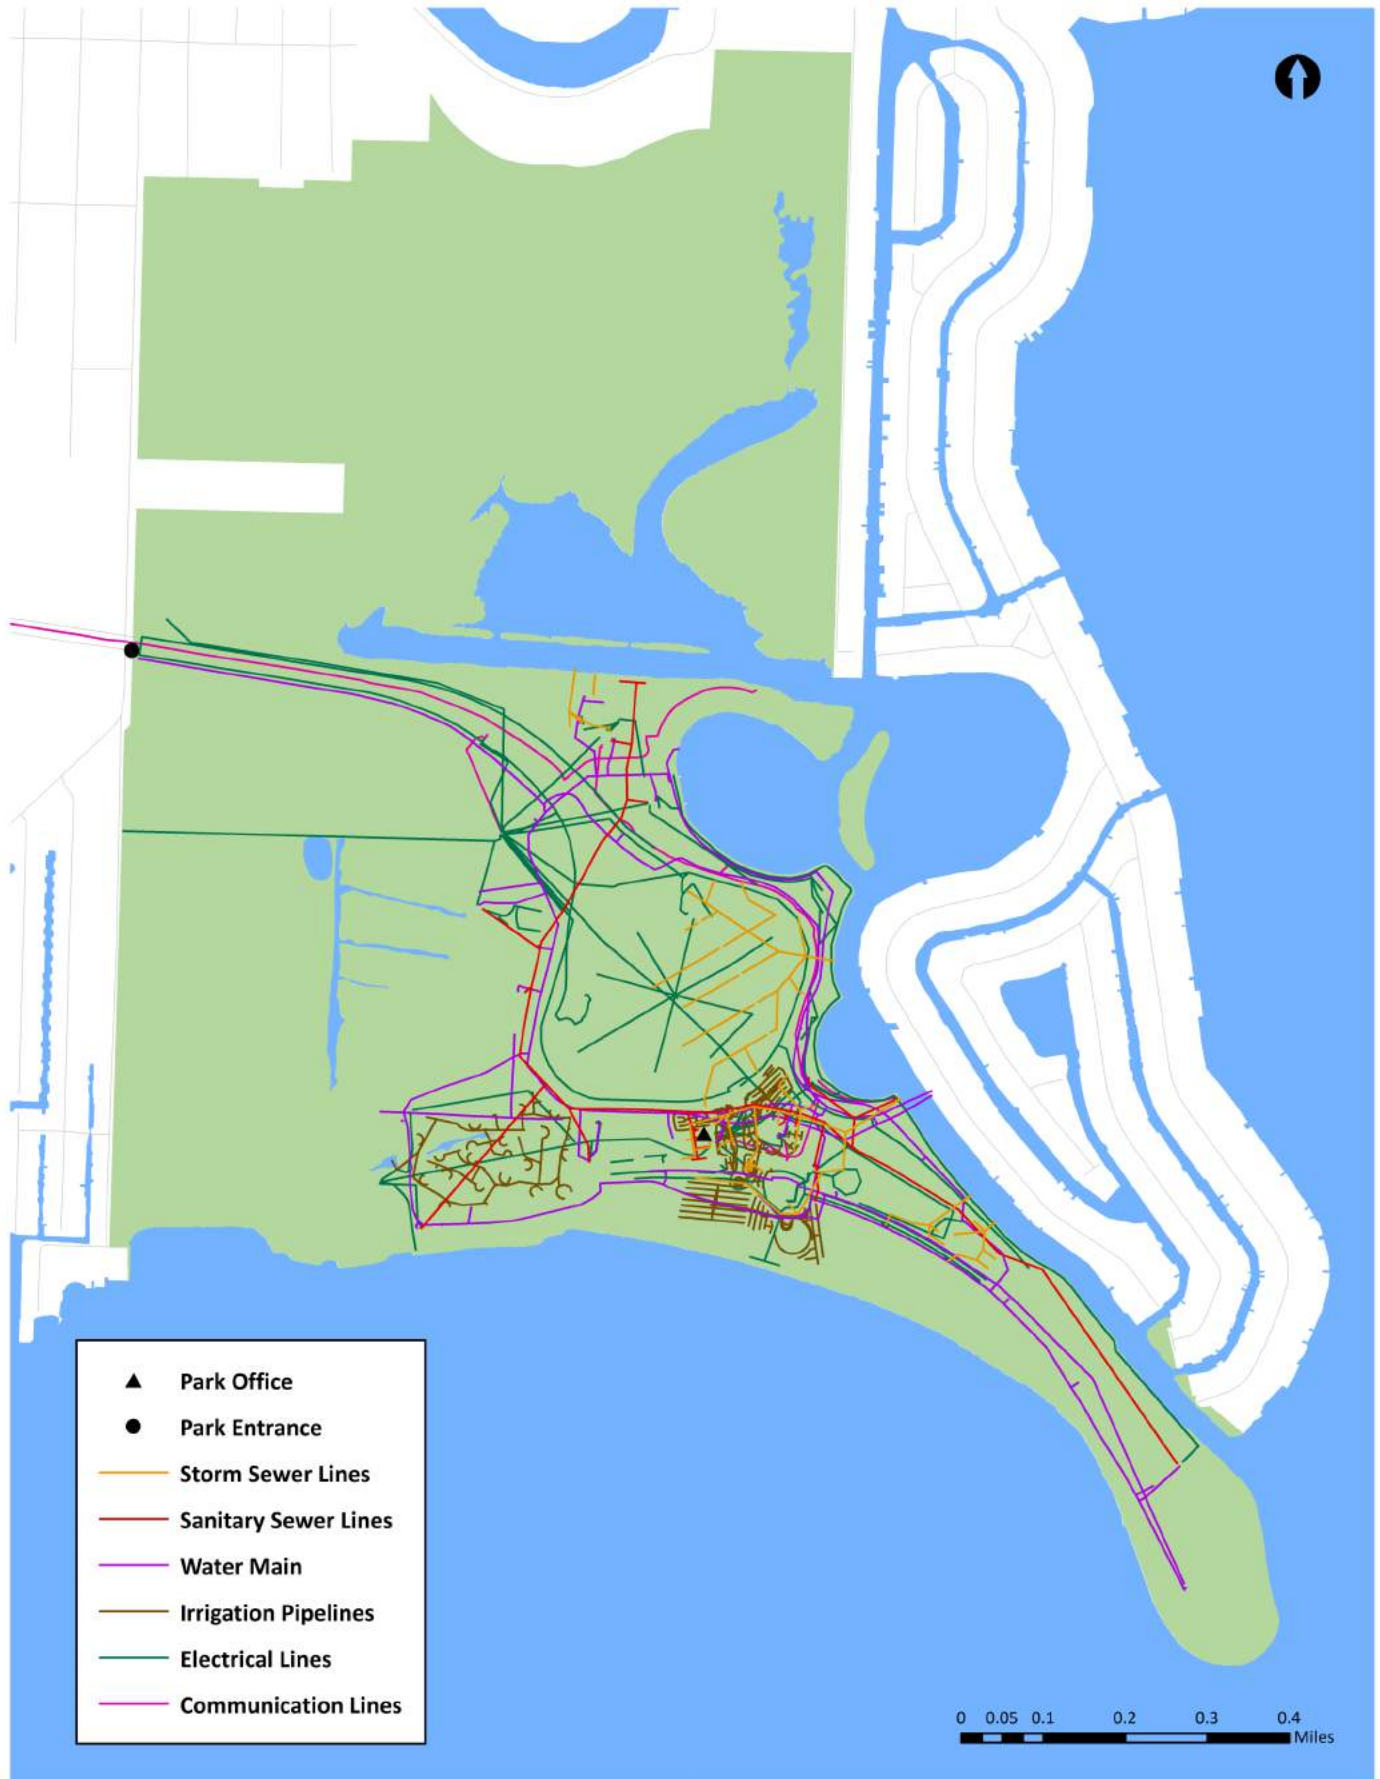 Park Office
Park Entrance
Storm Sewer Lines
Sanitary Sewer Lines
Water Main
Irrigation Pipelines
Electrical Lines
Communication Lines
0 0.05 0.1 0.2 0.3 0.4
Miles